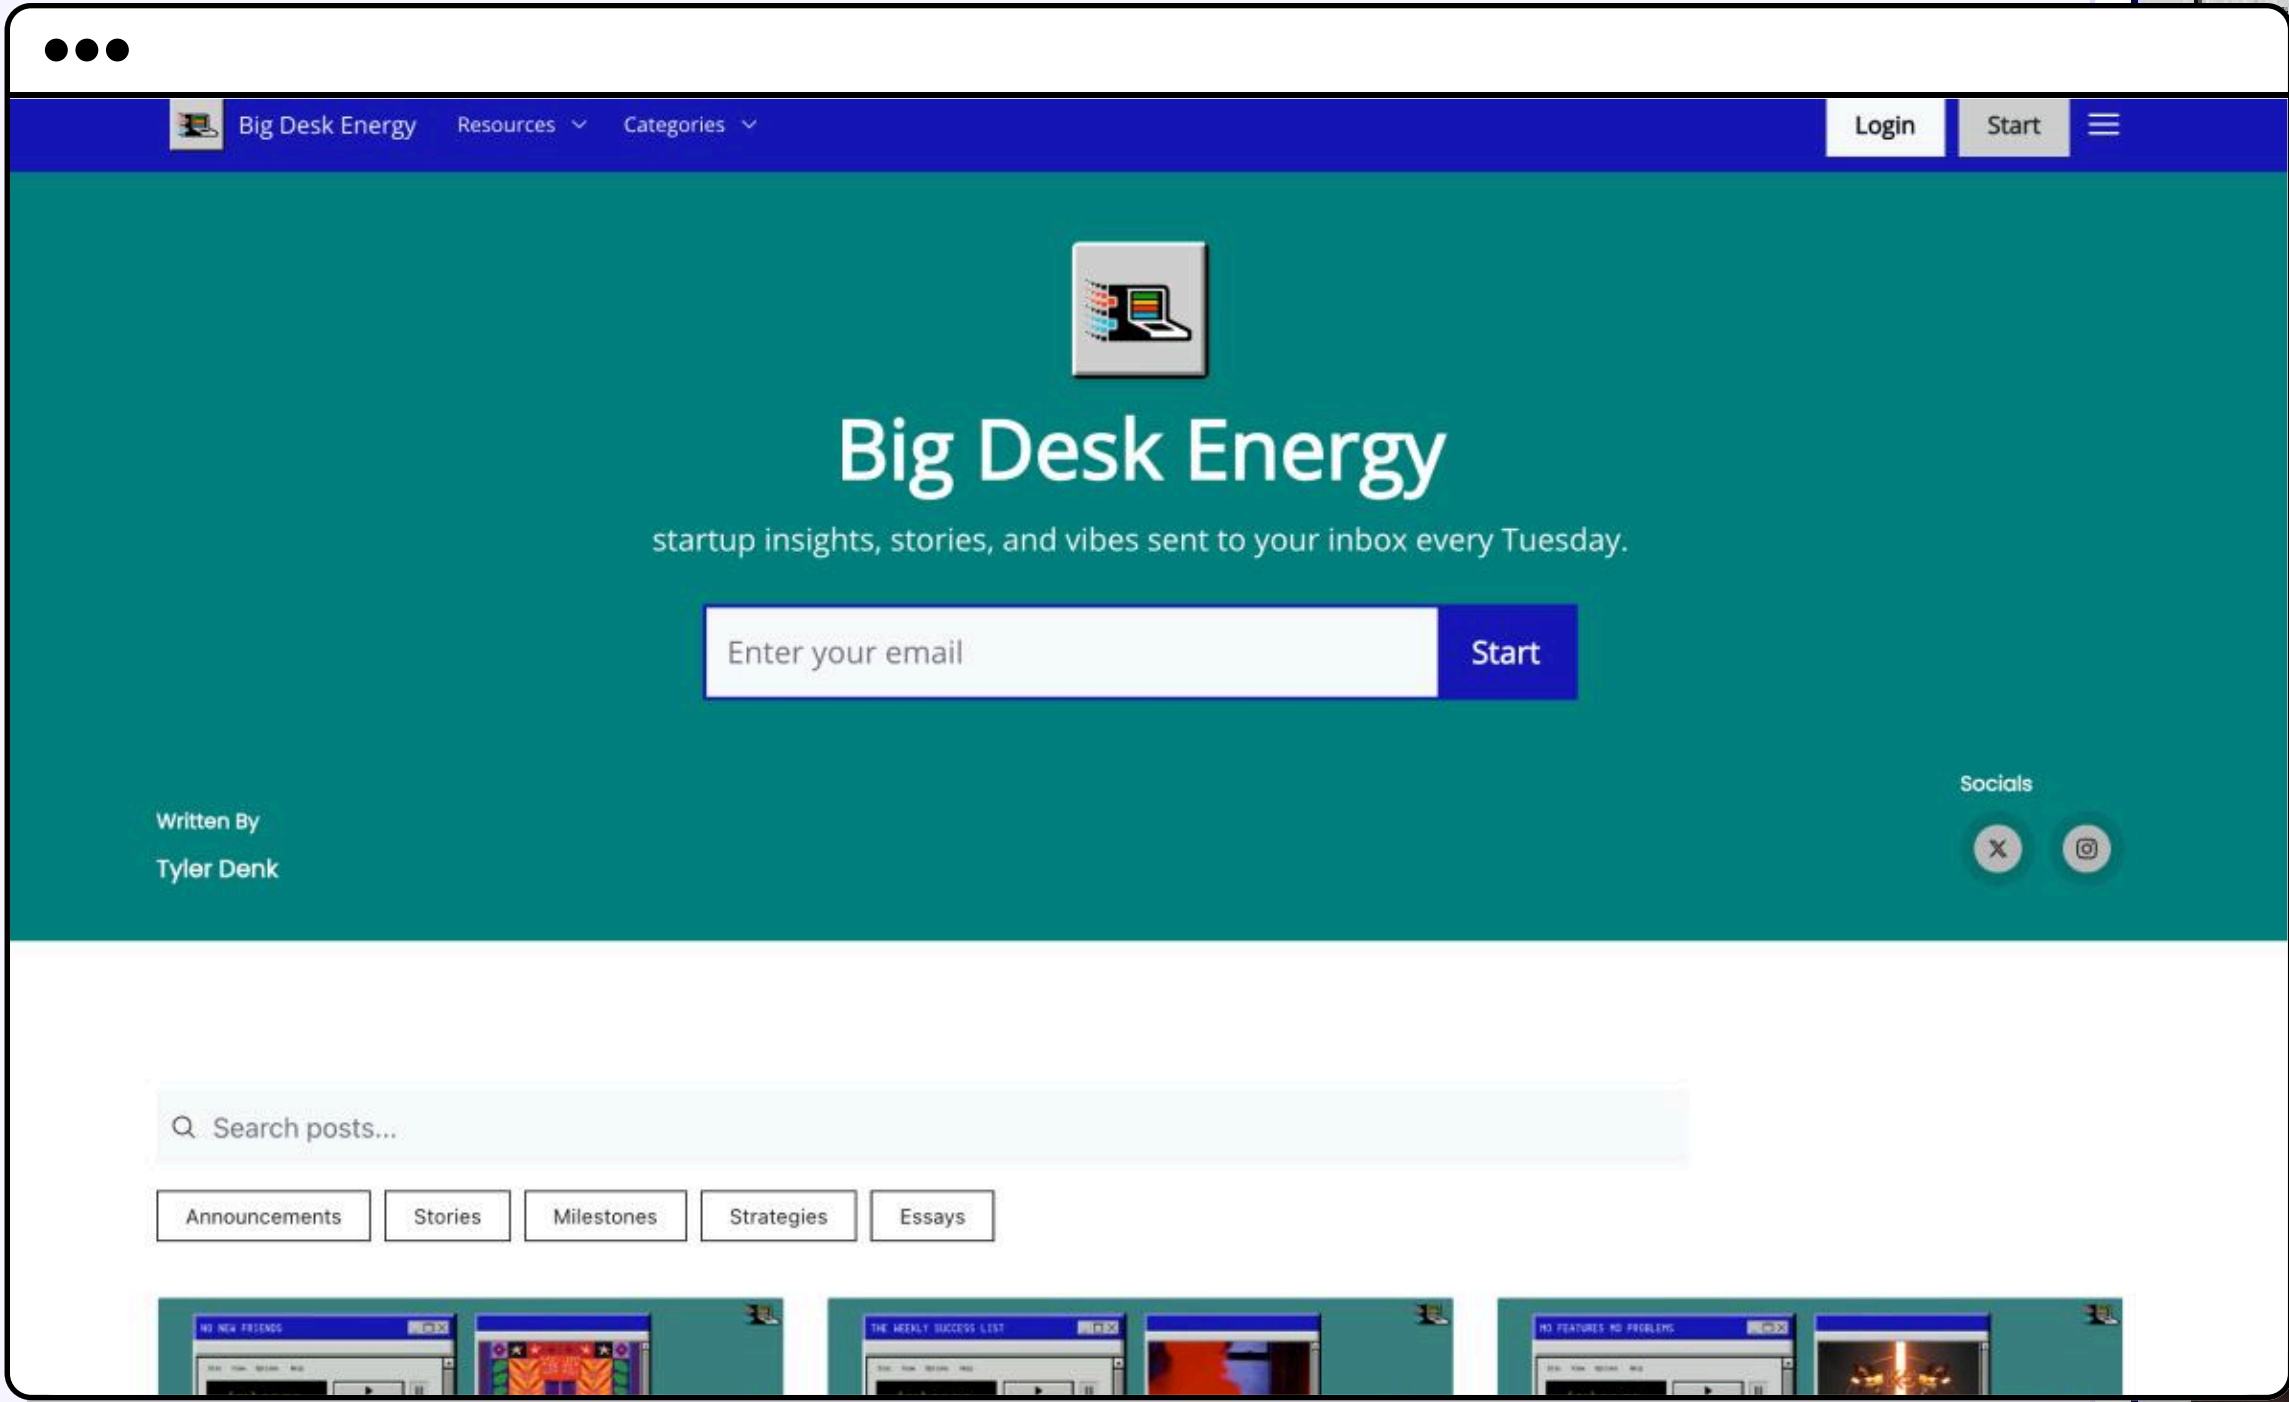 Big Desk Energy Resources Categories Login Start
Big Desk Energy
startup insights, stories, and vibes sent to your inbox every Tuesday.
Enter your email Start
Socials
Written By
Tyler Denk
Search posts...
Announcements Stories Milestones Strategies Essays
NO NEW FRIENDS THE WEEKLY SUCCESS LIST NO FEATURES NO PROBLEMS